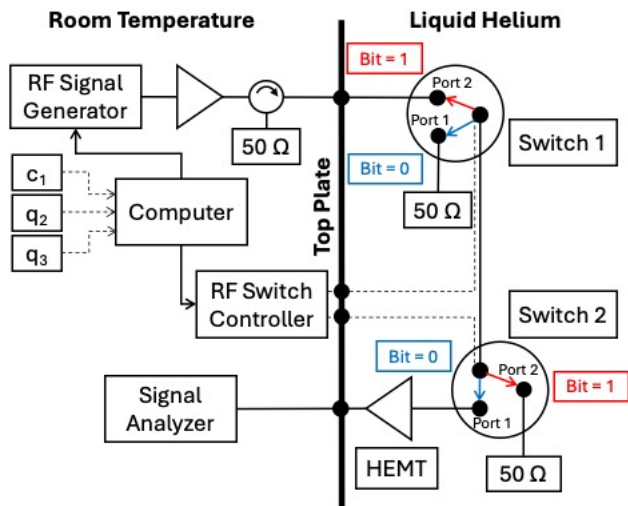 Room Temperature
Liquid Helium
RF Signal
Generator
50 Ω
Top Plate
Bit = 1
Port 2
Port 1
Bit = 0
50 Ω
Switch 1
c1
q2
q3
Computer
RF Switch
Controller
Switch 2
Bit = 0
Port 2
Bit = 1
Port 1
Signal
Analyzer
HEMT
50 Ω